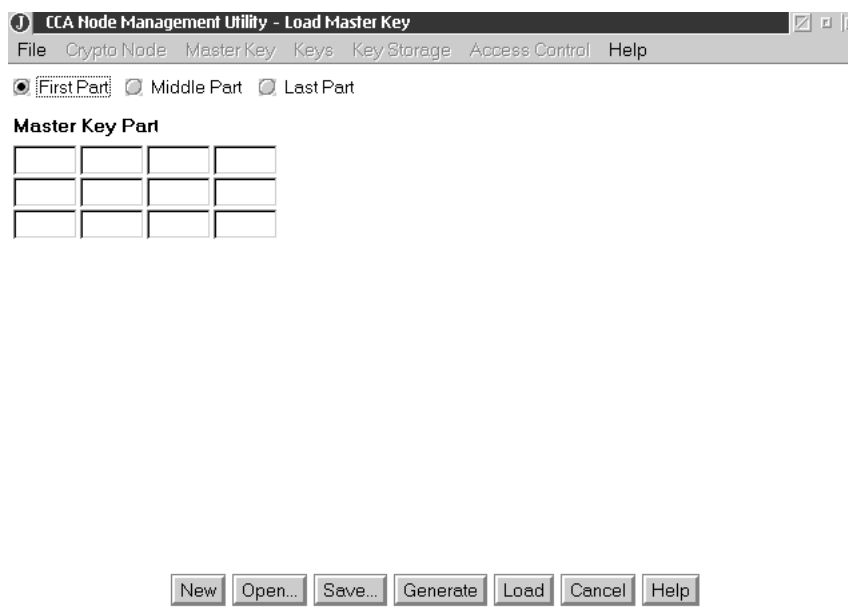 J CCA Node Management Utility - Load Master Key
File Crypto Node Master Key Keys Key Storage Access Control Help
First Part Middle Part Last Part
Master Key Part
New Open... Save... Generate Load Cancel Help